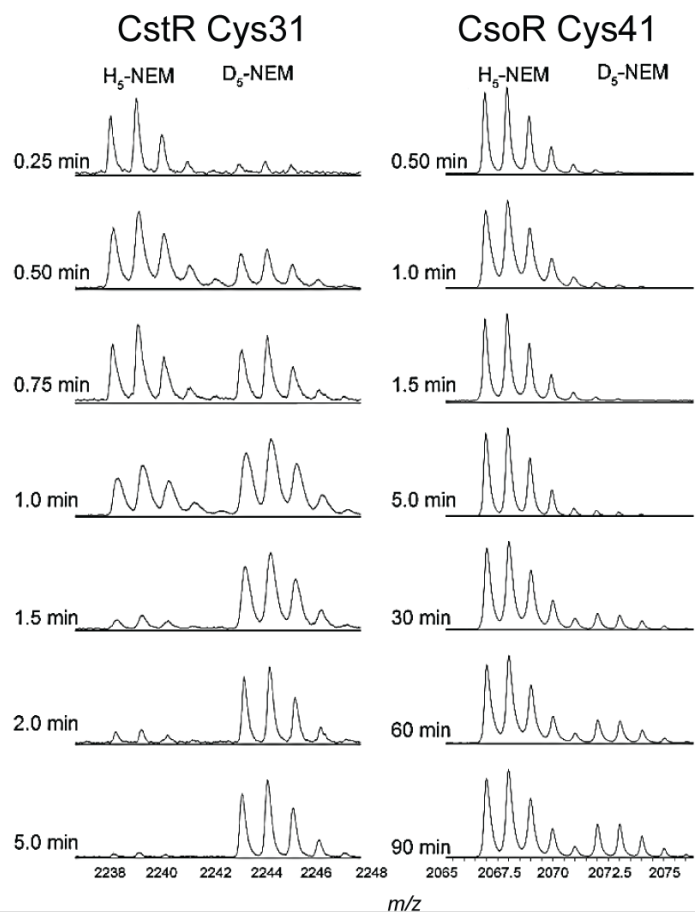 CstR Cys31 CsoR Cys41
H₅-NEM D₅-NEM H₅-NEM D₅-NEM
0.25 min 0.50 min
0.50 min 1.0 min
0.75 min 1.5 min
1.0 min 5.0 min
1.5 min 30 min
2.0 min 60 min
5.0 min 90 min
2238 2240 2242 2244 2246 2248 2065 2067.5 2070 2072.5 2075
m/z